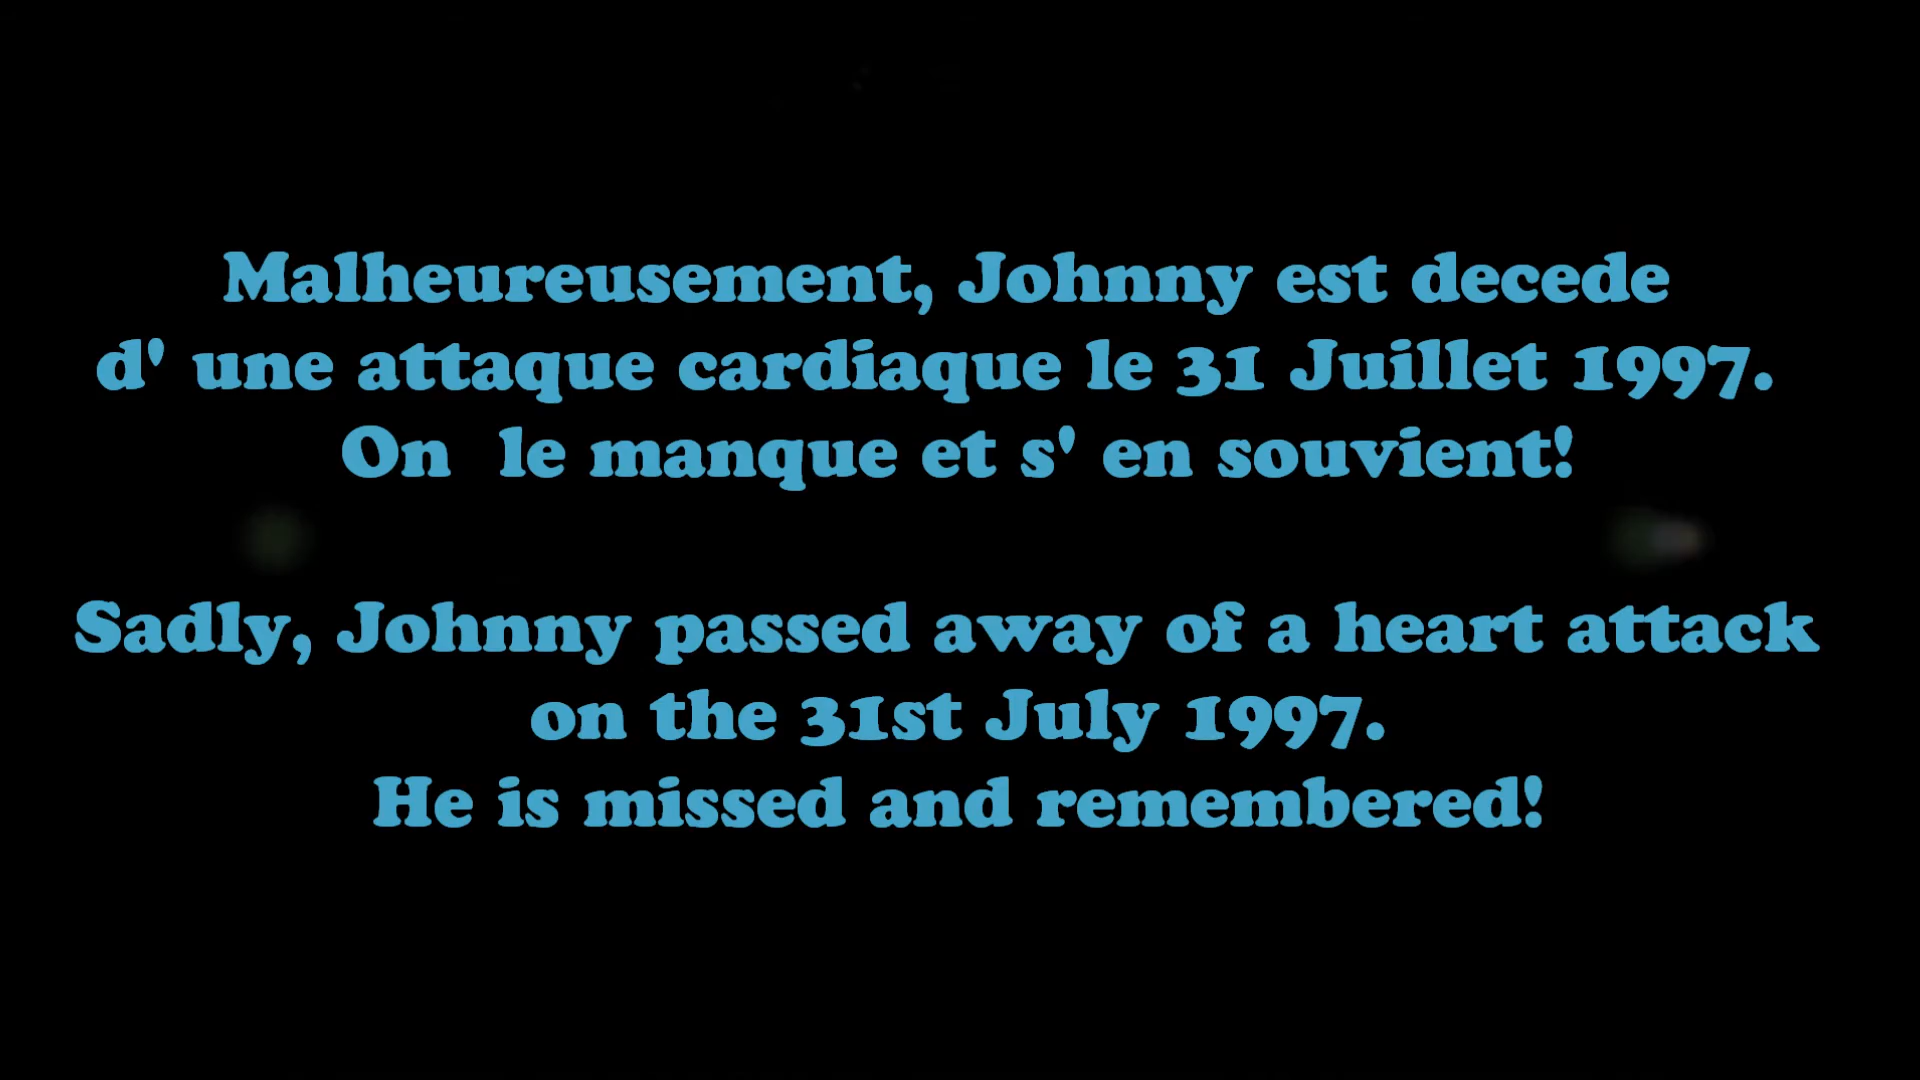 Malheureusement, Johnny est decede
d' une attaque cardiaque le 31 Juillet 1997.
On le manque et s' en souvient!
Sadly, Johnny passed away of a heart attack
on the 31st July 1997.
He is missed and remembered!